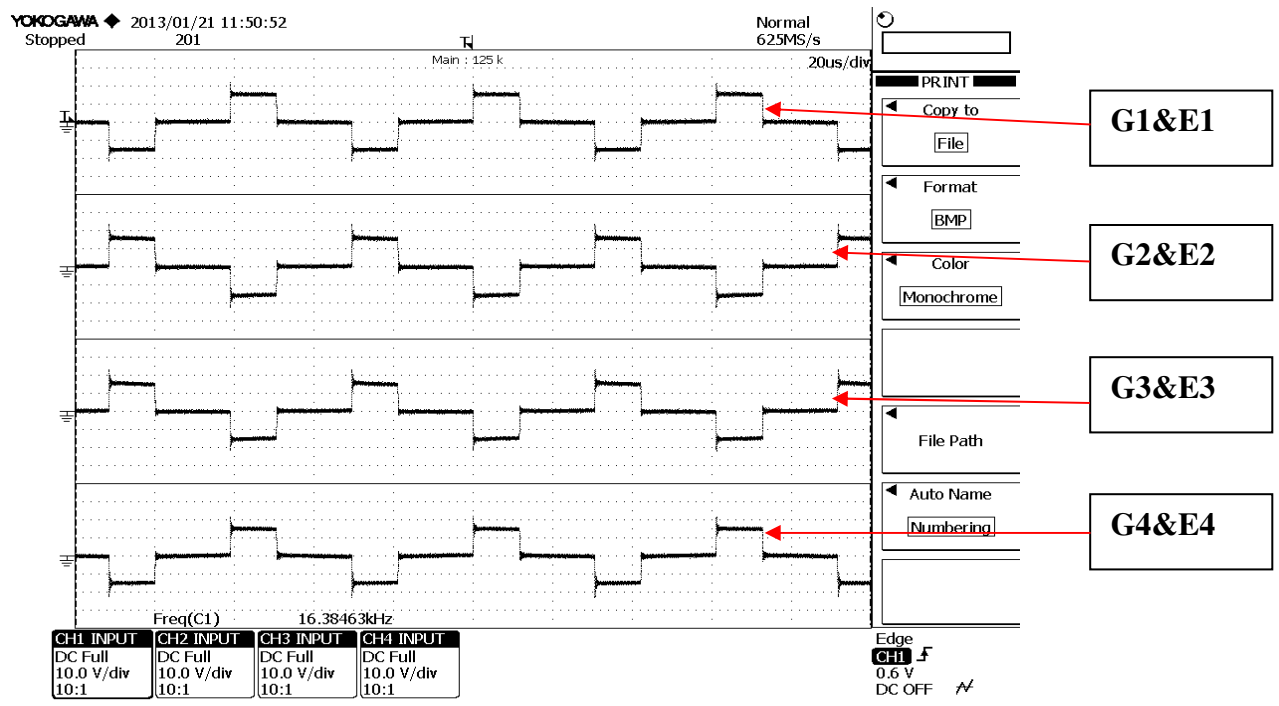 YOKOGAWA ◆ 2013/01/21 11:50:52
Normal
Stopped 201
625MS/s
Main : 125 k
20us/div
PRINT
Copy to
File
Format
BMP
Color
Monochrome
File Path
Auto Name
Numbering
G1&E1
G2&E2
G3&E3
G4&E4
Freq(C1) 16.38463kHz
CH1 INPUT CH2 INPUT CH3 INPUT CH4 INPUT
DC Full DC Full DC Full DC Full
10.0 V/div 10.0 V/div 10.0 V/div 10.0 V/div
10:1 10:1 10:1 10:1
Edge
CH1
0.6 V
DC OFF